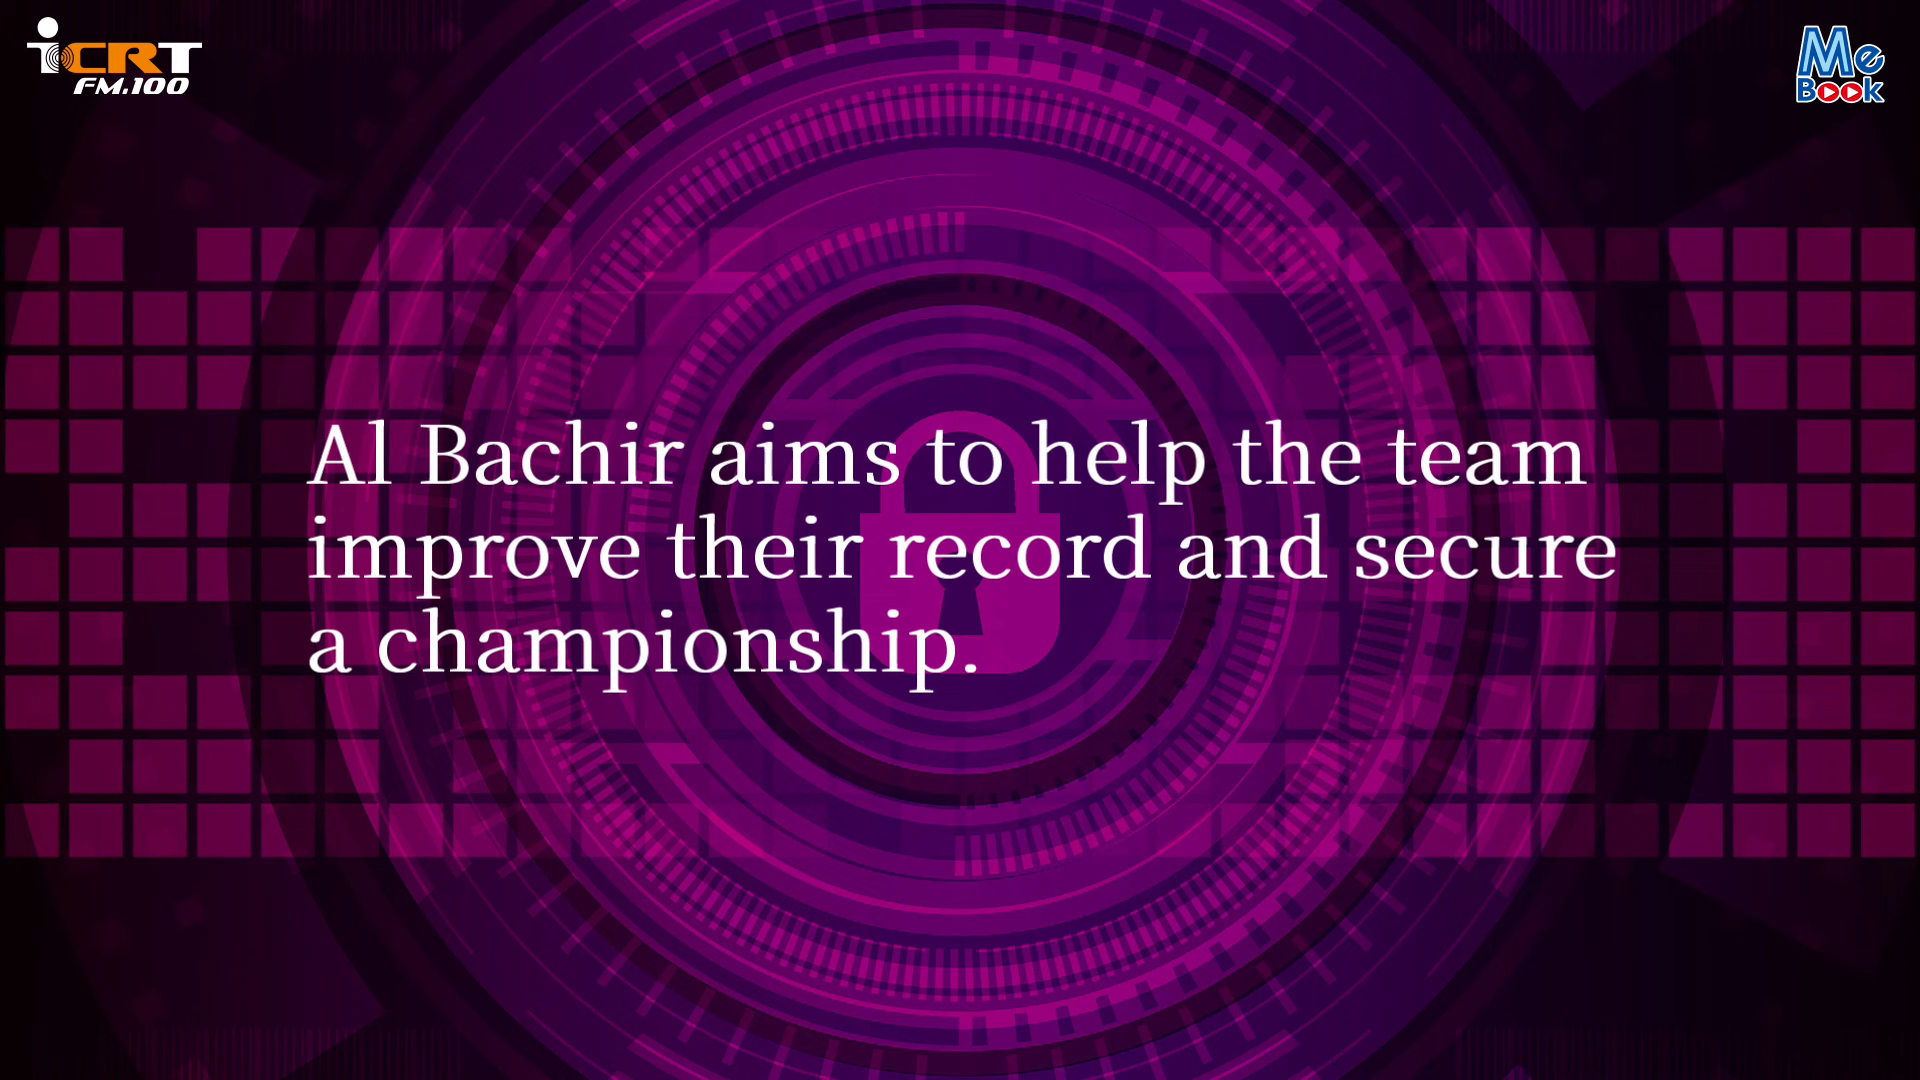 iCRT
FM.100
Me
Book
Al Bachir aims to help the team
improve their record and secure
a championship.